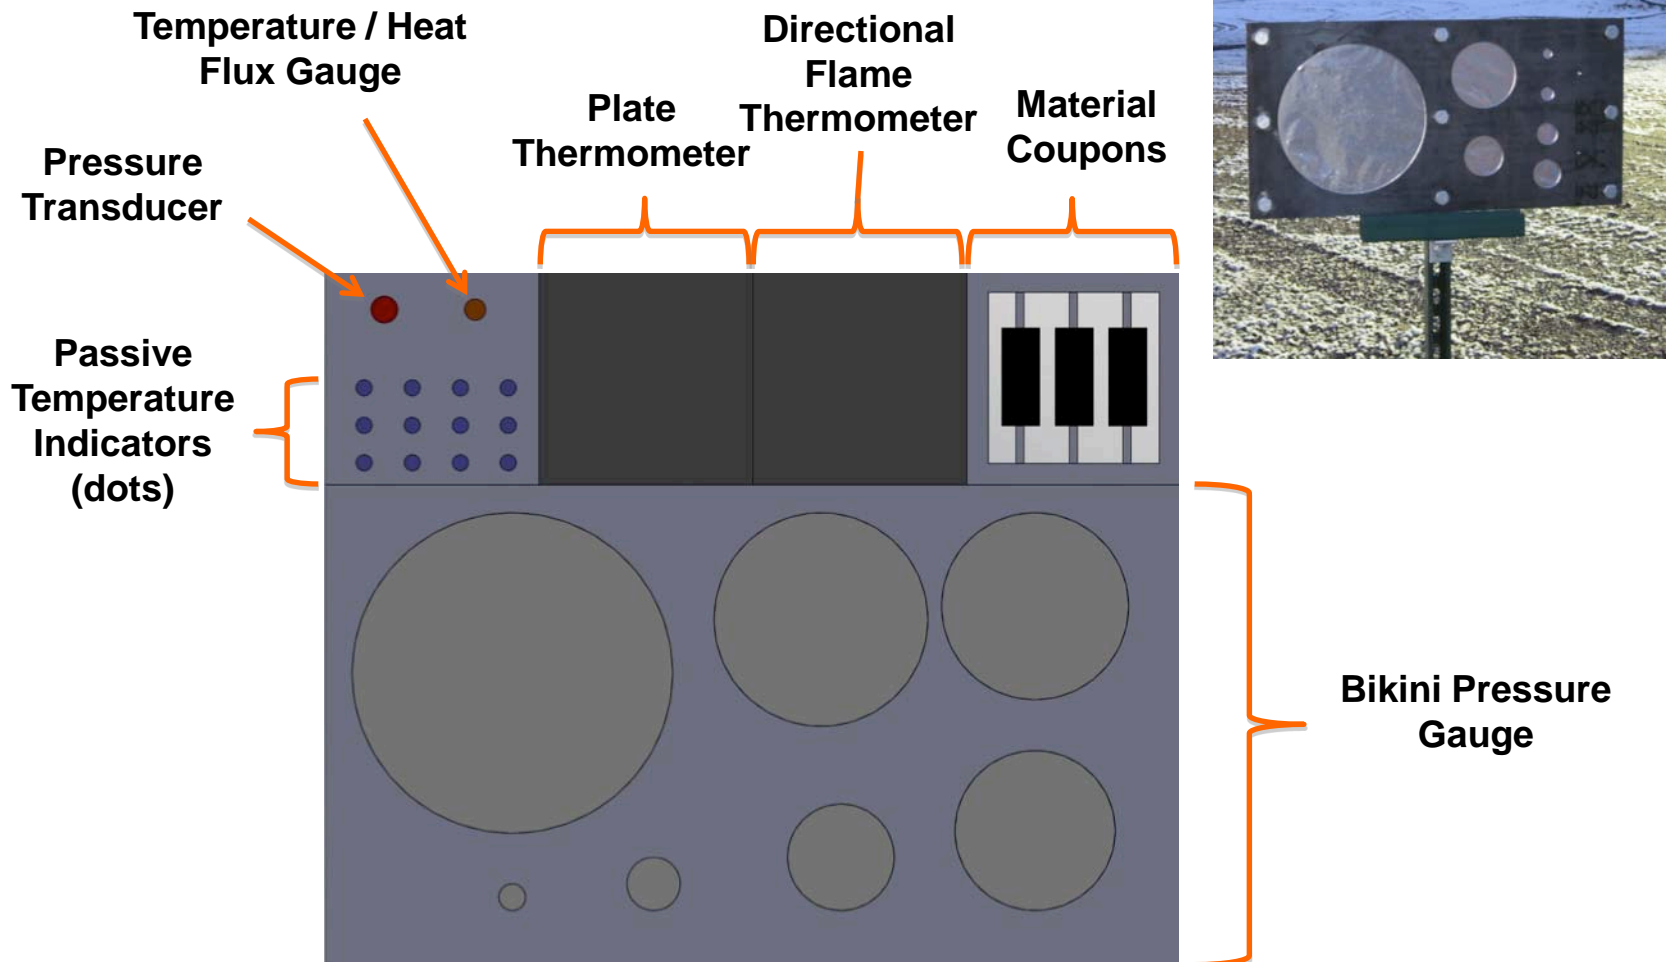 Temperature / Heat
Flux Gauge
Directional
Flame
Thermometer
Plate
Thermometer
Material
Coupons
Pressure
Transducer
Passive
Temperature
Indicators
(dots)
Bikini Pressure
Gauge